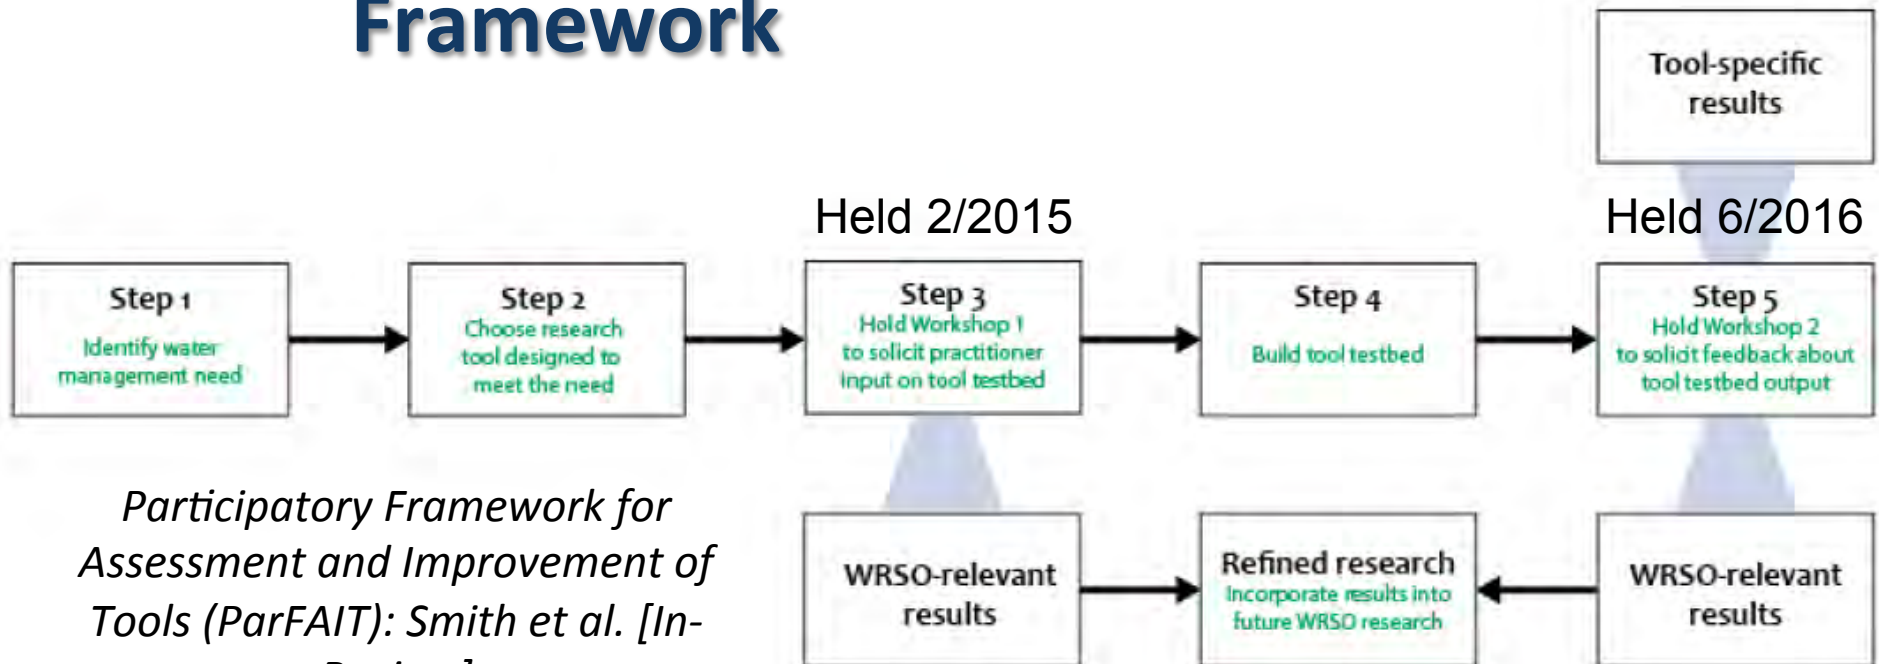 Framework
Tool-specific
results
Held 2/2015
Held 6/2016
Step 1
Identify water
management need
Step 2
Choose research
tool designed to
meet the need
Step 3
Hold Workshop 1
to solicit practitioner
input on tool testbed
Step 4
Build tool testbed
Step 5
Hold Workshop 2
to solicit feedback about
tool testbed output
Participatory Framework for
Assessment and Improvement of
Tools (ParFAIT): Smith et al. [In-
WRSO-relevant
results
Refined research
Incorporate results into
future WRSO research
WRSO-relevant
results